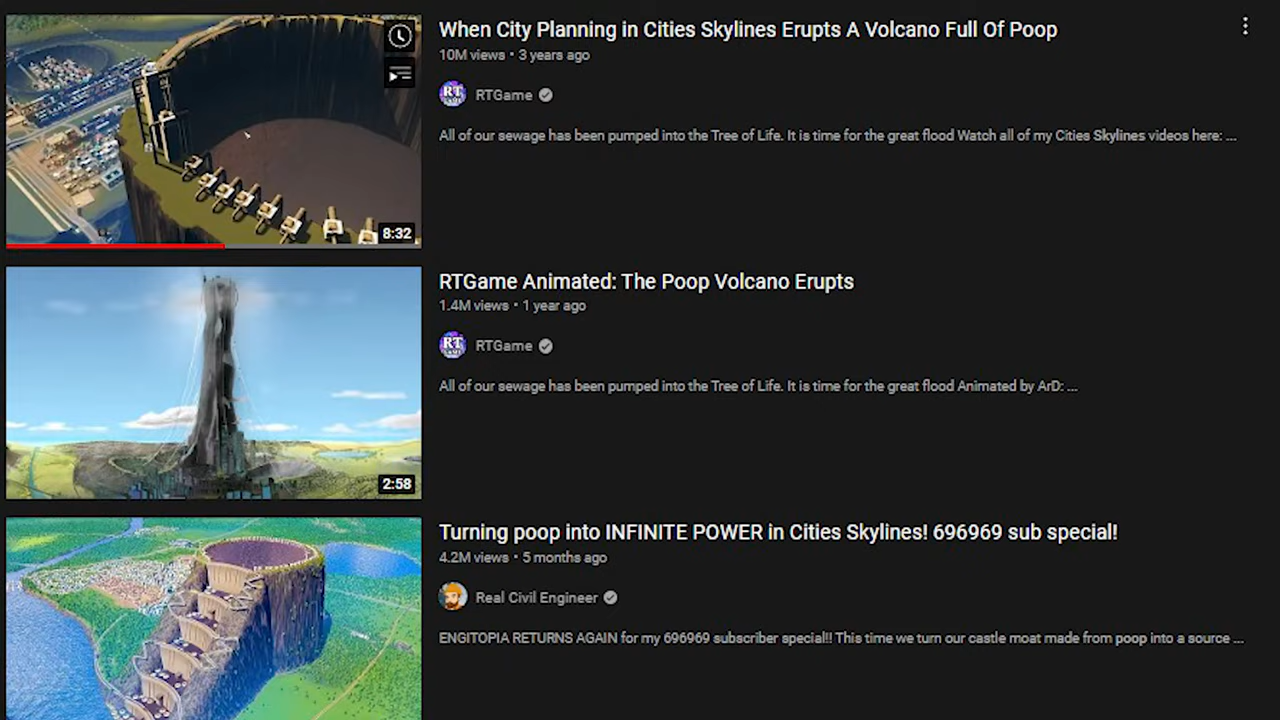 When City Planning in Cities Skylines Erupts A Volcano Full Of Poop
10M views • 3 years ago
RT
GAME
RTGame
All of our sewage has been pumped into the Tree of Life. It is time for the great flood Watch all of my Cities Skylines videos here: ...
8:32
RTGame Animated: The Poop Volcano Erupts
1.4M views • 1 year ago
RT
GAME
RTGame
All of our sewage has been pumped into the Tree of Life. It is time for the great flood Animated by ArD: ...
2:58
Turning poop into INFINITE POWER in Cities Skylines! 696969 sub special!
4.2M views • 5 months ago
Real Civil Engineer
ENGITOPIA RETURNS AGAIN for my 696969 subscriber special!! This time we turn our castle moat made from poop into a source ...